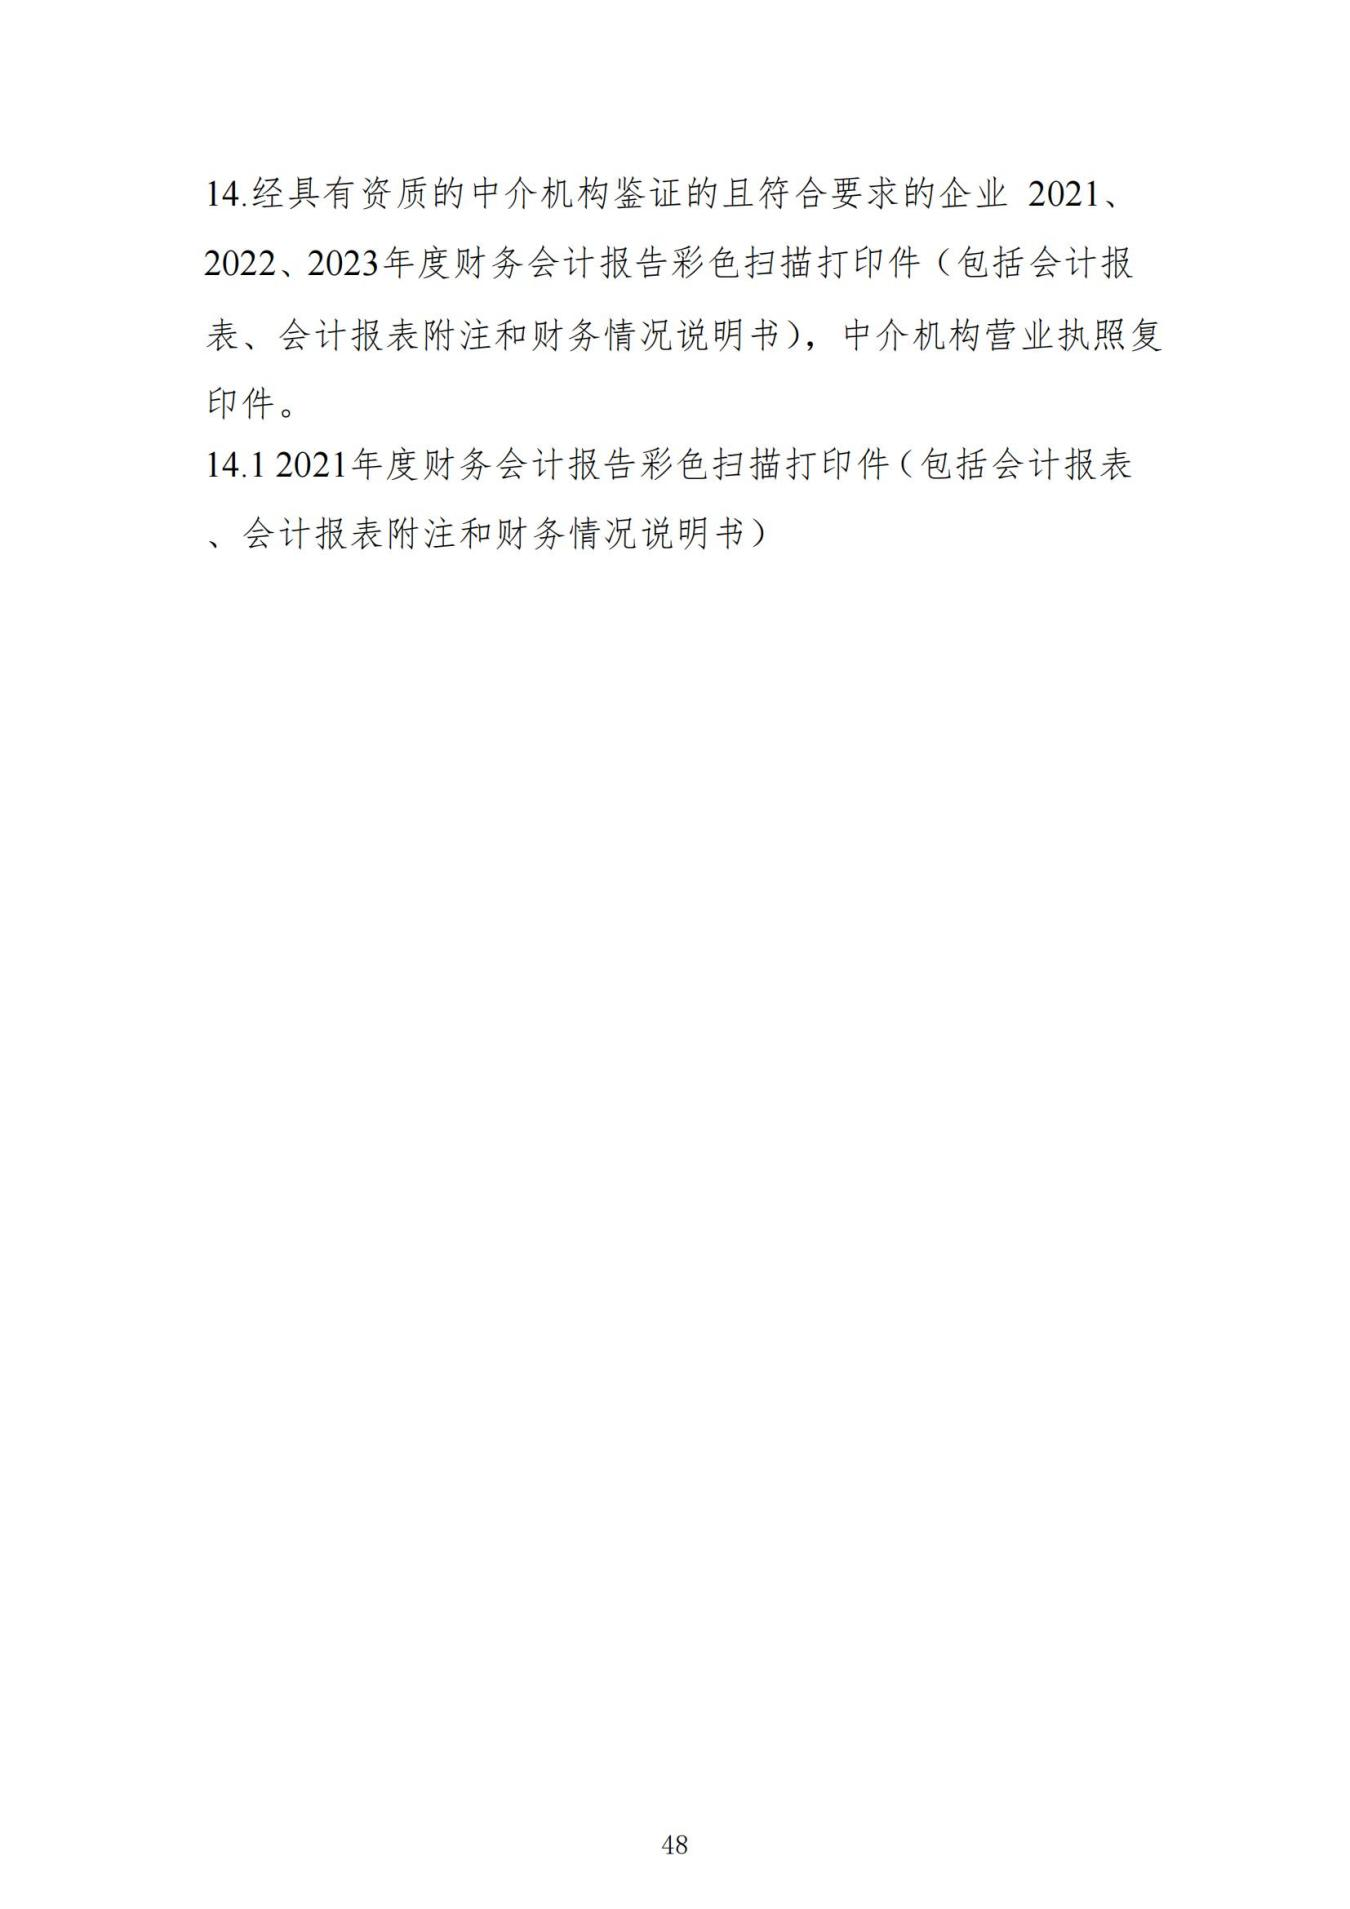 14.经具有资质的中介机构鉴证的且符合要求的企业 2021、
2022、2023年度财务会计报告彩色扫描打印件（包括会计报
表、会计报表附注和财务情况说明书），中介机构营业执照复
印件。
14.1 2021年度财务会计报告彩色扫描打印件（包括会计报表
、会计报表附注和财务情况说明书）
48